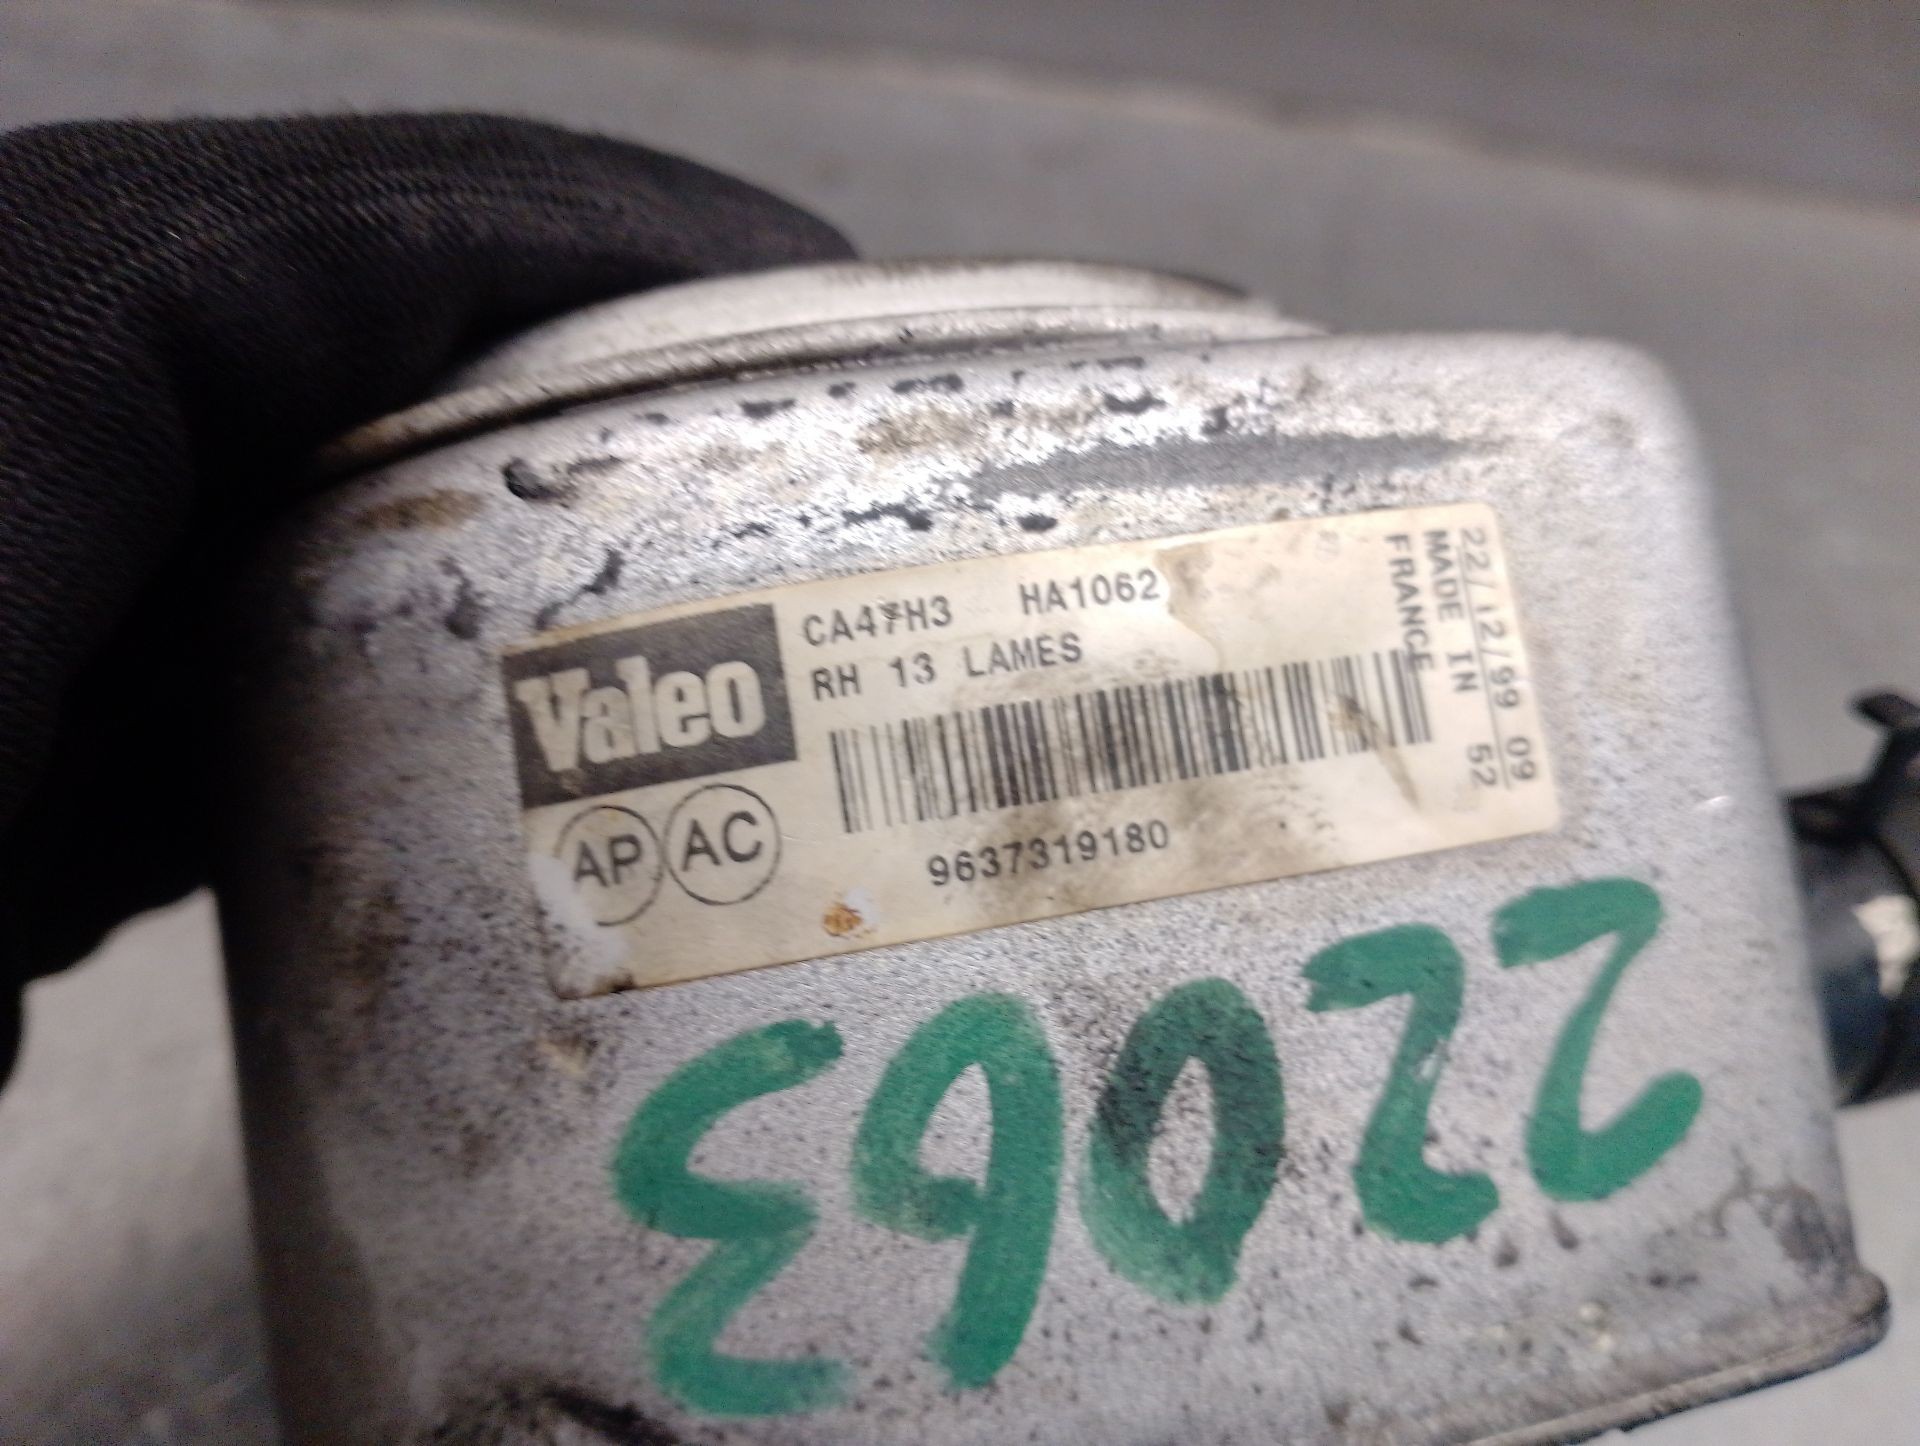 Valeo
CA47H3 HA1062
RH 13 LAMES
AP AC
9637319180
22/12/99 09
MADE IN 52
FRANCE
22063